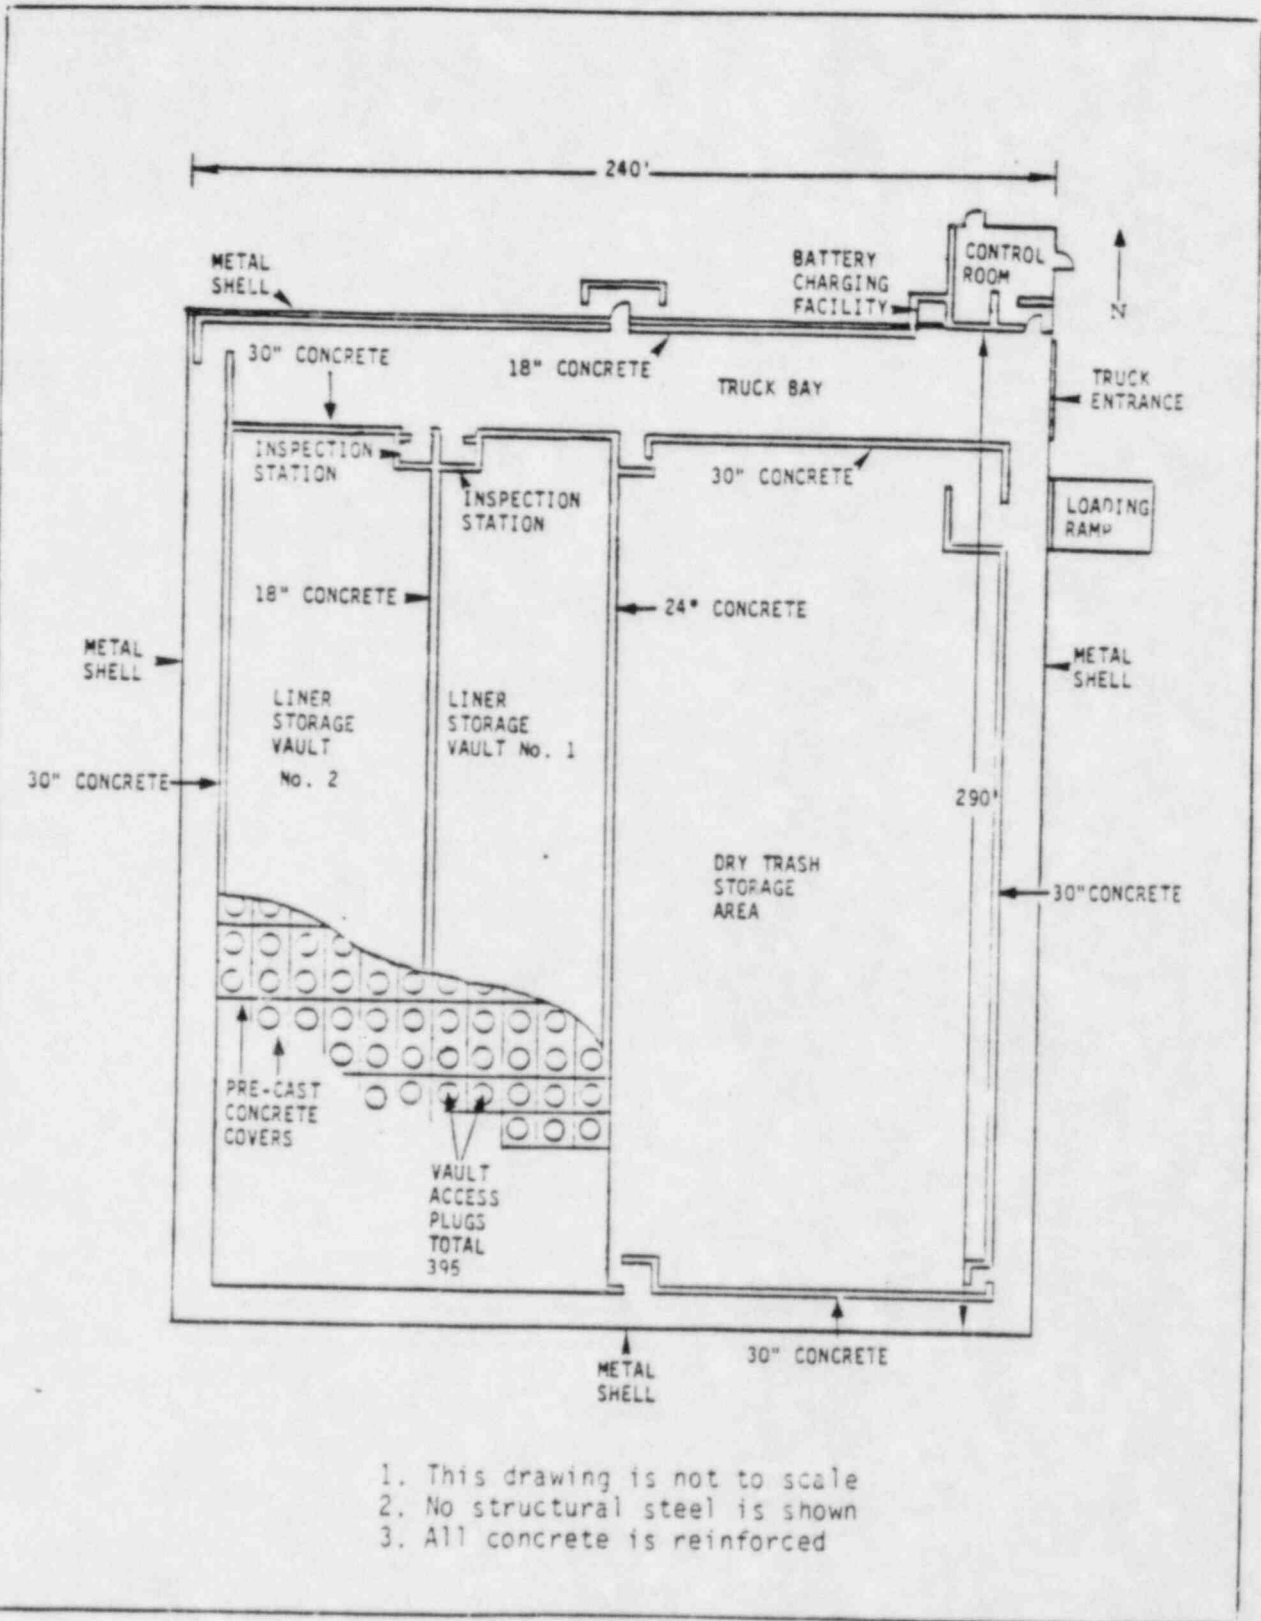 240'
METAL
SHELL
BATTERY
CHARGING
FACILITY
CONTROL
ROOM
N
30" CONCRETE
18" CONCRETE
TRUCK BAY
TRUCK
ENTRANCE
INSPECTION
STATION
INSPECTION
STATION
30" CONCRETE
LOADING
RAMP
18" CONCRETE
24" CONCRETE
METAL
SHELL
METAL
SHELL
LINER
STORAGE
VAULT
No. 2
LINER
STORAGE
VAULT No. 1
30" CONCRETE
290'
DRY TRASH
STORAGE
AREA
30"CONCRETE
PRE-CAST
CONCRETE
COVERS
VAULT
ACCESS
PLUGS
TOTAL
395
METAL
SHELL
30" CONCRETE
1. This drawing is not to scale
2. No structural steel is shown
3. All concrete is reinforced